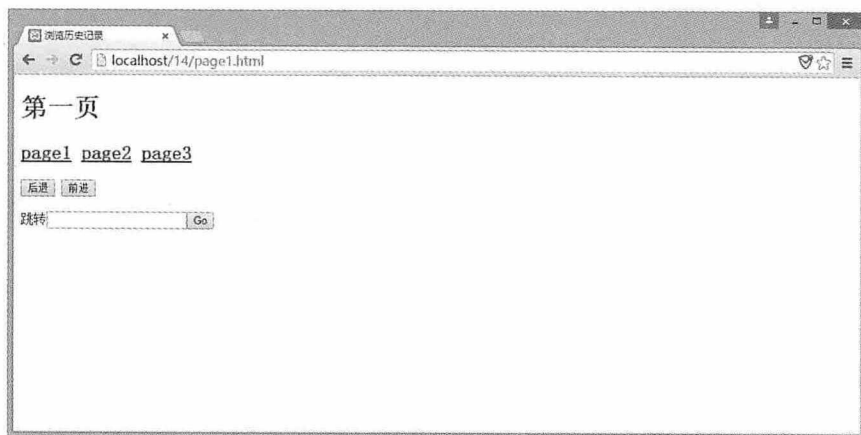 浏览历史记录
localhost/14/page1.html
第一页
page1 page2 page3
后退 前进
跳转 Go